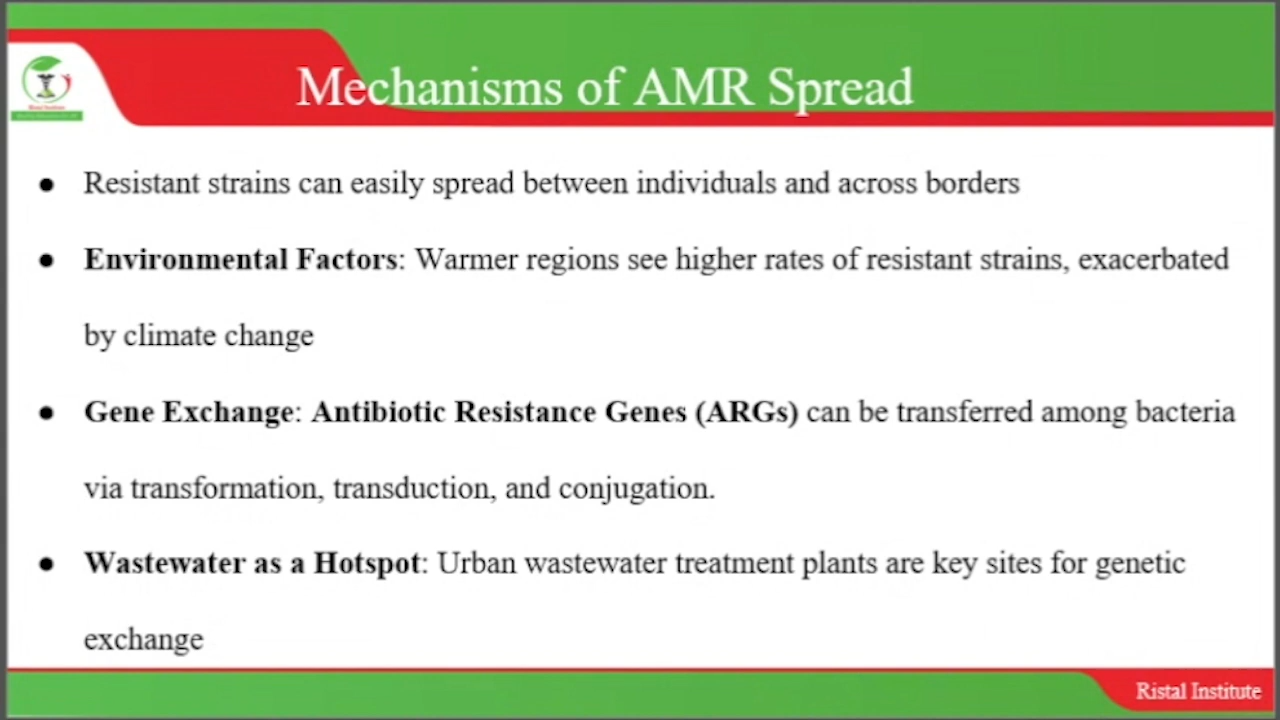 Mechanisms of AMR Spread
Ristal Institute
● Resistant strains can easily spread between individuals and across borders
● Environmental Factors: Warmer regions see higher rates of resistant strains, exacerbated
by climate change
● Gene Exchange: Antibiotic Resistance Genes (ARGs) can be transferred among bacteria
via transformation, transduction, and conjugation.
● Wastewater as a Hotspot: Urban wastewater treatment plants are key sites for genetic
exchange
Ristal Institute